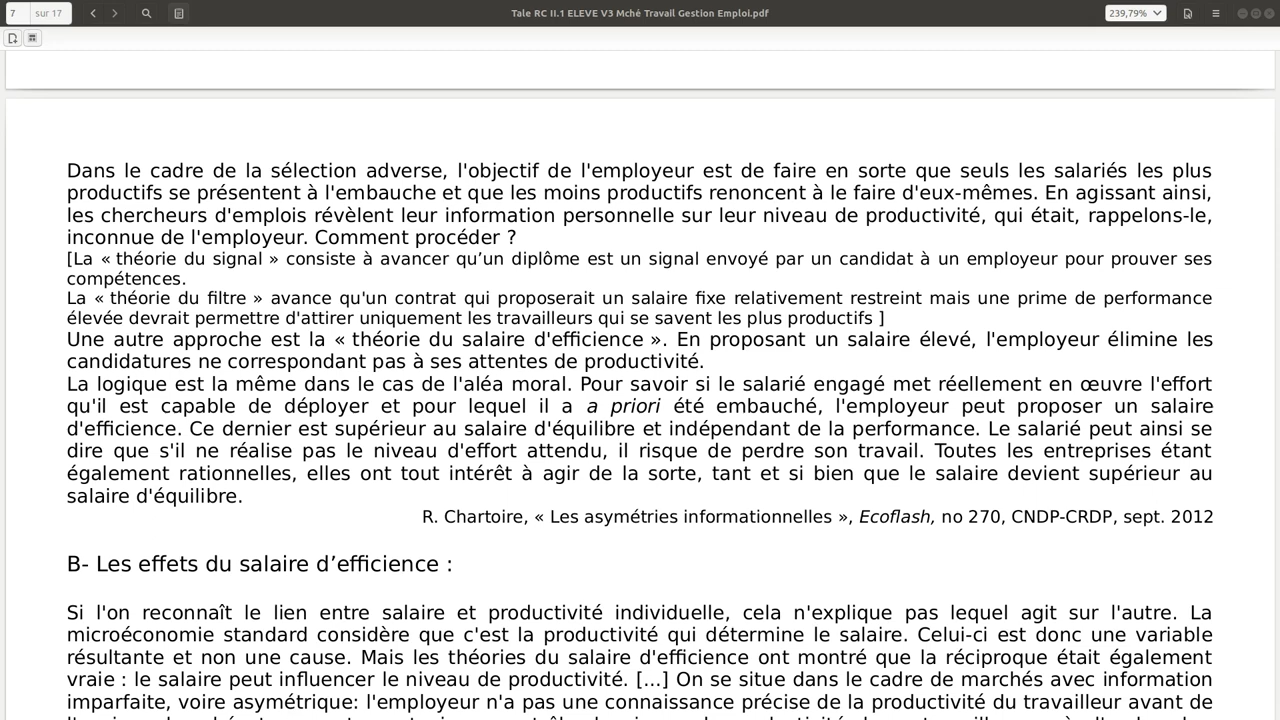 7 sur 17
Tale RC II.1 ELEVE V3 Mché Travail Gestion Emploi.pdf
239,79%
Dans le cadre de la sélection adverse, l'objectif de l'employeur est de faire en sorte que seuls les salariés les plus
productifs se présentent à l'embauche et que les moins productifs renoncent à le faire d'eux-mêmes. En agissant ainsi,
les chercheurs d'emplois révèlent leur information personnelle sur leur niveau de productivité, qui était, rappelons-le,
inconnue de l'employeur. Comment procéder ?
[La « théorie du signal » consiste à avancer qu’un diplôme est un signal envoyé par un candidat à un employeur pour prouver ses
compétences.
La « théorie du filtre » avance qu'un contrat qui proposerait un salaire fixe relativement restreint mais une prime de performance
élevée devrait permettre d'attirer uniquement les travailleurs qui se savent les plus productifs ]
Une autre approche est la « théorie du salaire d'efficience ». En proposant un salaire élevé, l'employeur élimine les
candidatures ne correspondant pas à ses attentes de productivité.
La logique est la même dans le cas de l'aléa moral. Pour savoir si le salarié engagé met réellement en œuvre l'effort
qu'il est capable de déployer et pour lequel il a a priori été embauché, l'employeur peut proposer un salaire
d'efficience. Ce dernier est supérieur au salaire d'équilibre et indépendant de la performance. Le salarié peut ainsi se
dire que s'il ne réalise pas le niveau d'effort attendu, il risque de perdre son travail. Toutes les entreprises étant
également rationnelles, elles ont tout intérêt à agir de la sorte, tant et si bien que le salaire devient supérieur au
salaire d'équilibre.
R. Chartoire, « Les asymétries informationnelles », Ecoflash, no 270, CNDP-CRDP, sept. 2012
B- Les effets du salaire d’efficience :
Si l'on reconnaît le lien entre salaire et productivité individuelle, cela n'explique pas lequel agit sur l'autre. La
microéconomie standard considère que c'est la productivité qui détermine le salaire. Celui-ci est donc une variable
résultante et non une cause. Mais les théories du salaire d'efficience ont montré que la réciproque était également
vraie : le salaire peut influencer le niveau de productivité. [...] On se situe dans le cadre de marchés avec information
imparfaite, voire asymétrique: l'employeur n'a pas une connaissance précise de la productivité du travailleur avant de